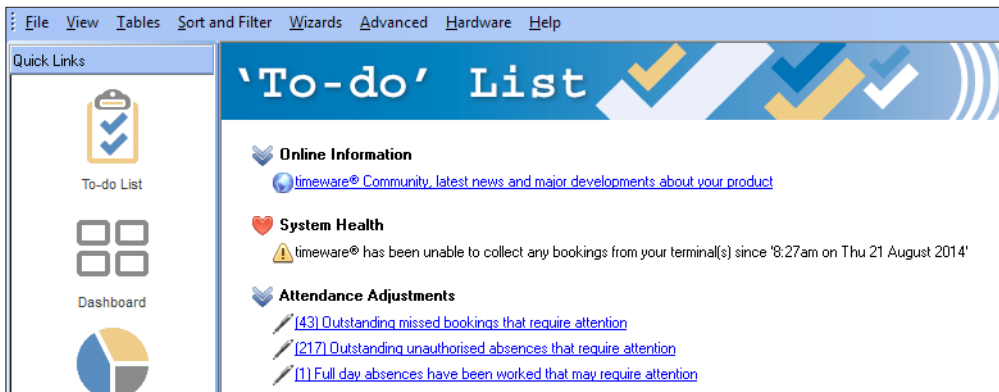 File View Tables Sort and Filter Wizards Advanced Hardware Help
Quick Links
'To-do' List
To-do List
Dashboard
Online Information
timeware® Community, latest news and major developments about your product
System Health
timeware® has been unable to collect any bookings from your terminal(s) since '8:27am on Thu 21 August 2014'
Attendance Adjustments
(43) Outstanding missed bookings that require attention
(217) Outstanding unauthorised absences that require attention
(1) Full day absences have been worked that may require attention